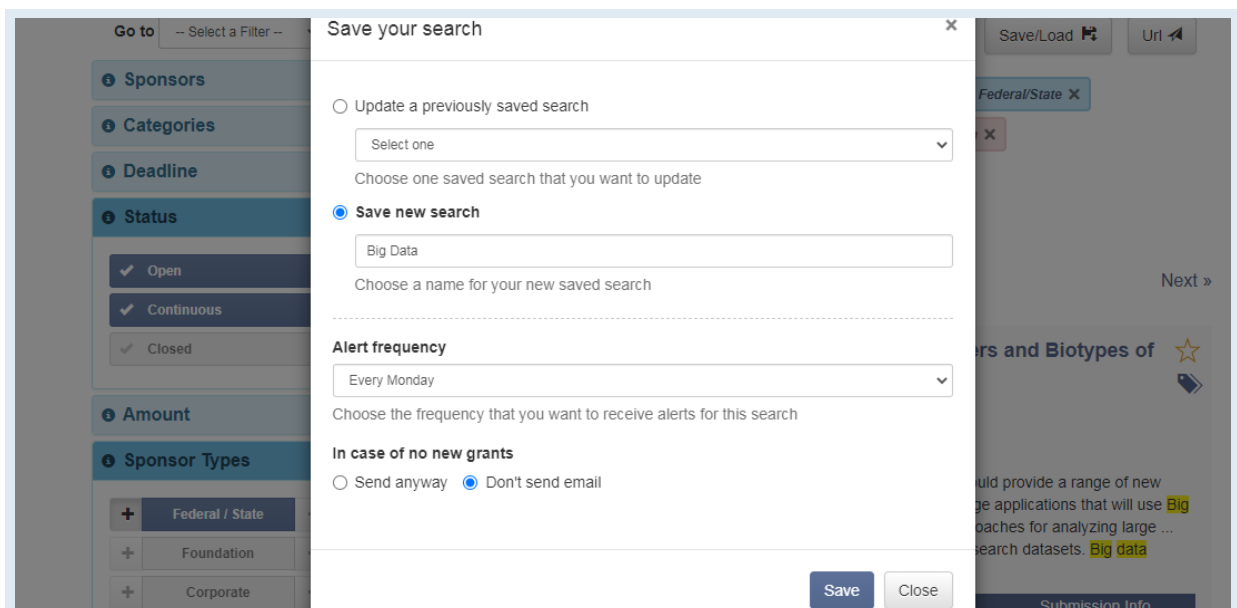 Go to
-- Select a Filter --
Sponsors
Categories
Deadline
Status
Open
Continuous
Closed
Amount
Sponsor Types
Federal / State
Foundation
Corporate
Save your search
×
Update a previously saved search
Select one
Choose one saved search that you want to update
Save new search
Big Data
Choose a name for your new saved search
Alert frequency
Every Monday
Choose the frequency that you want to receive alerts for this search
In case of no new grants
Send anyway Don't send email
Save Close
Save/Load Url
Federal/State
Next »
and Biotypes of
provide a range of new
applications that will use Big
for analyzing large ...
datasets. Big data
Submission Info